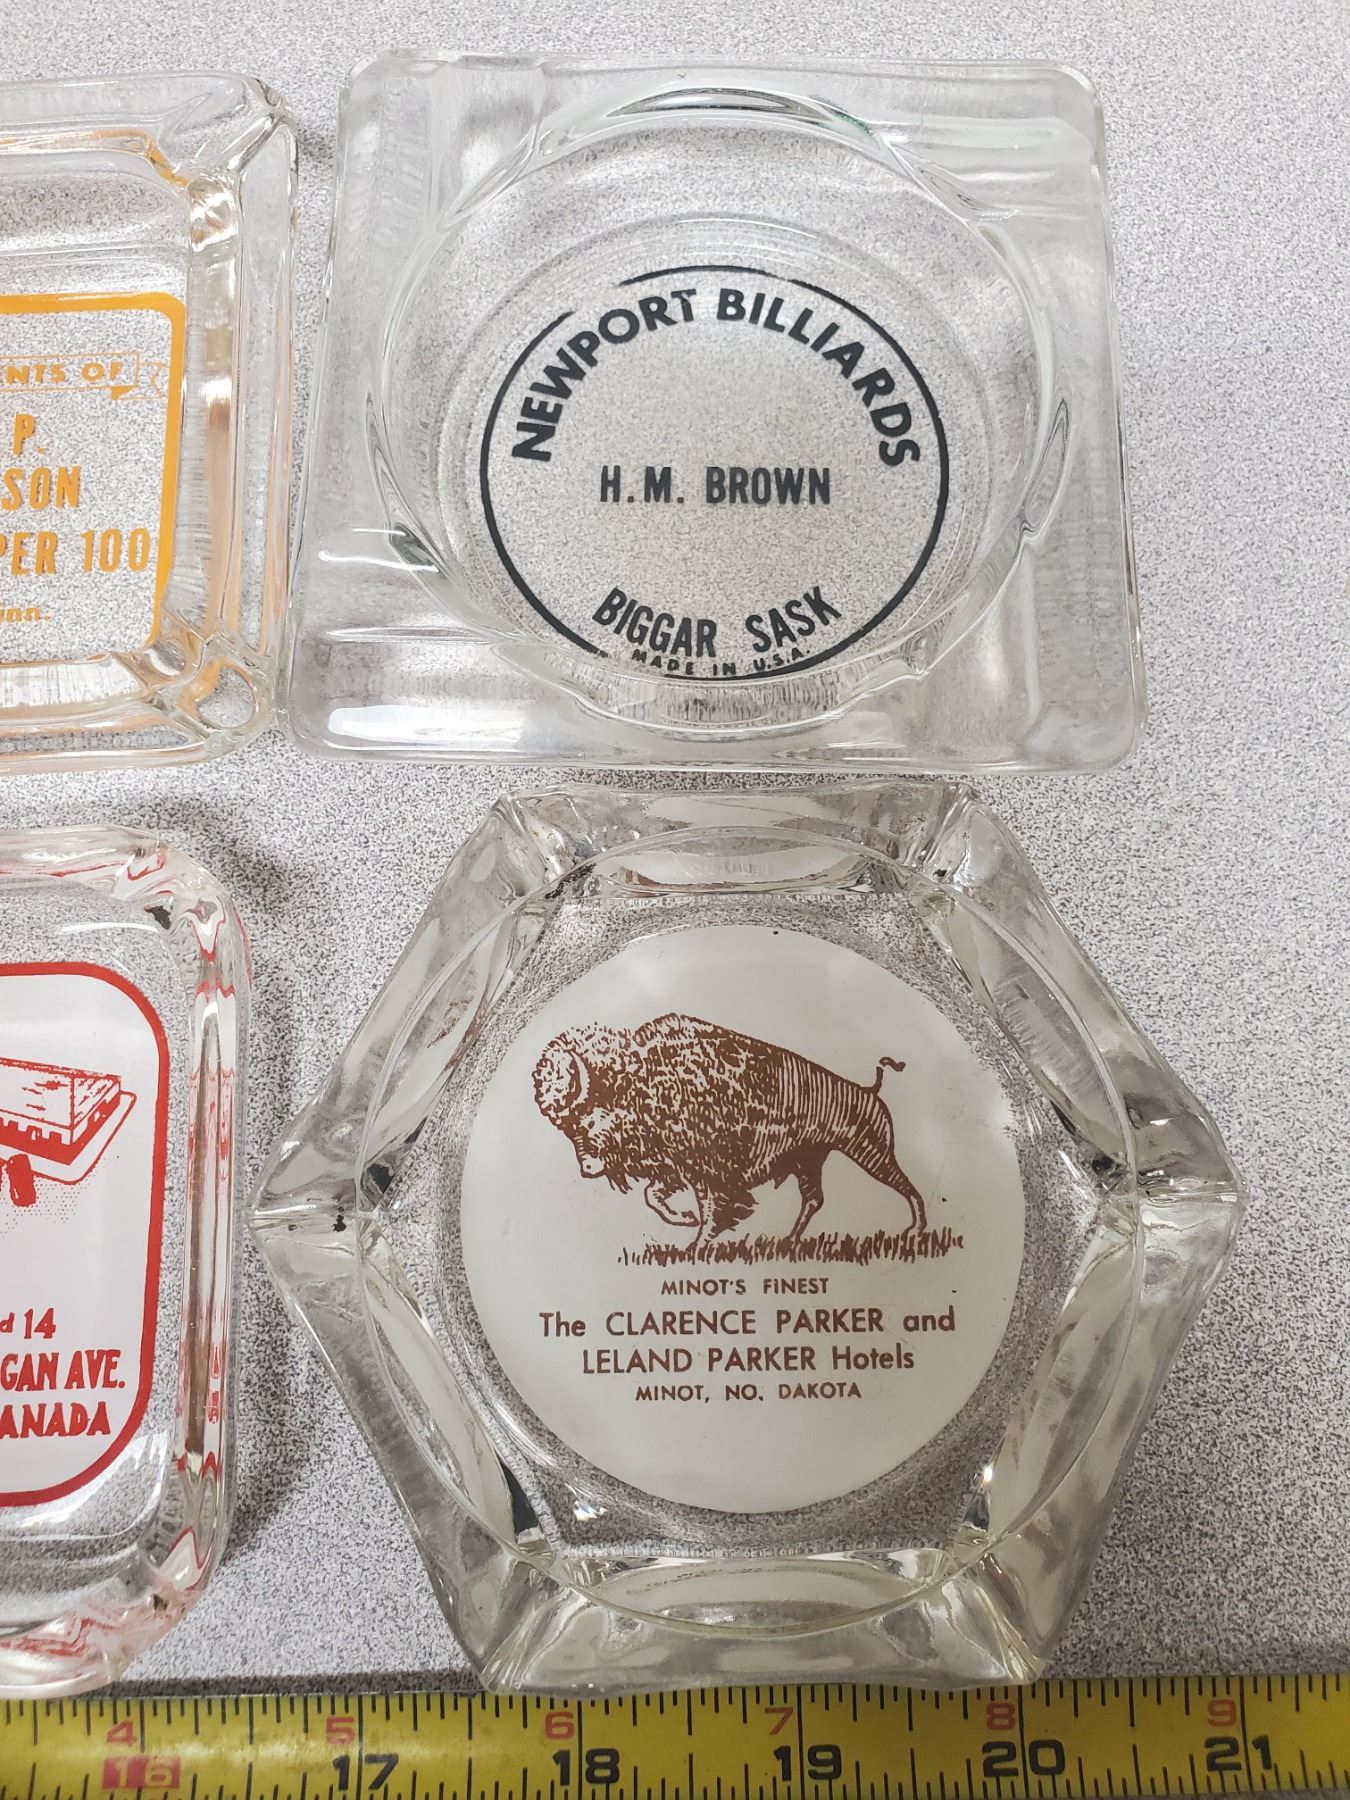 NTS OF
P.
SON
PER 100
inn.
NEWPORT BILLIARDS
H.M. BROWN
BIGGAR SASK
MADE IN U.S.A.
d 14
GAN AVE.
ANADA
MINOT'S FINEST
The CLARENCE PARKER and
LELAND PARKER Hotels
MINOT, NO. DAKOTA
4 5 6 7 8 9
16 17 18 19 20 21